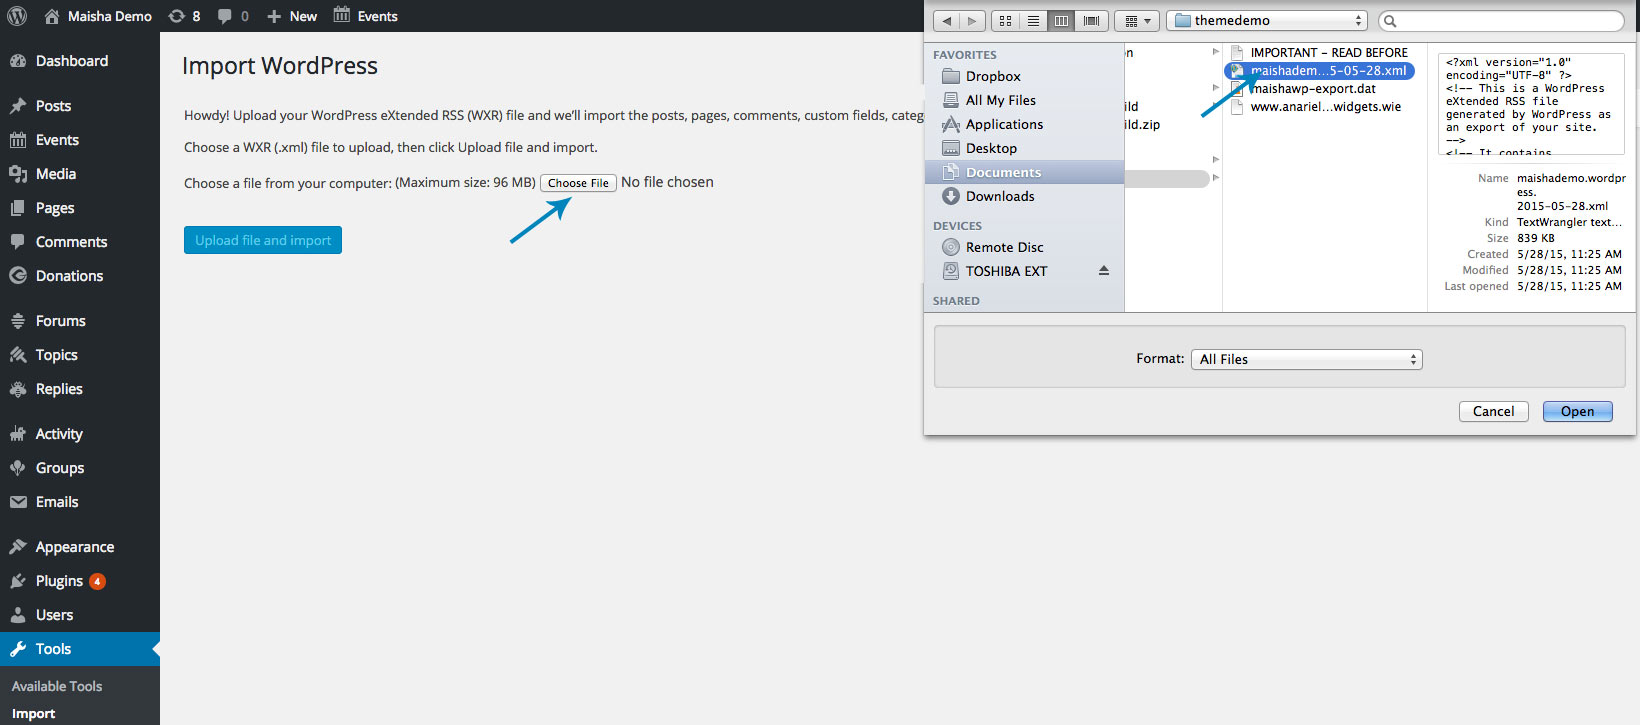 Maisha Demo
8
0
New
Events
Dashboard
Posts
Events
Media
Pages
Comments
Donations
Forums
Topics
Replies
Activity
Groups
Emails
Appearance
Plugins 4
Users
Tools
Available Tools
Import
Import WordPress
Howdy! Upload your WordPress eXtended RSS (WXR) file and we'll import the posts, pages, comments, custom fields, categ
Choose a WXR (.xml) file to upload, then click Upload file and import.
Choose a file from your computer: (Maximum size: 96 MB) Choose File No file chosen
Upload file and import
themedemo
FAVORITES
Dropbox
All My Files
Applications
Desktop
Documents
Downloads
DEVICES
Remote Disc
TOSHIBA EXT
SHARED
on
ild
ild.zip
IMPORTANT - READ BEFORE
maishadem...5-05-28.xml
maishawp-export.dat
www.anariel...widgets.wie
<?xml version="1.0"
encoding="UTF-8" ?>
<!-- This is a WordPress
eXtended RSS file
generated by WordPress as
an export of your site.
-->
<!-- It contains
Name maishademo.wordpr
ess.
2015-05-28.xml
Kind TextWrangler text...
Size 839 KB
Created 5/28/15, 11:25 AM
Modified 5/28/15, 11:25 AM
Last opened 5/28/15, 11:25 AM
Format: All Files
Cancel
Open